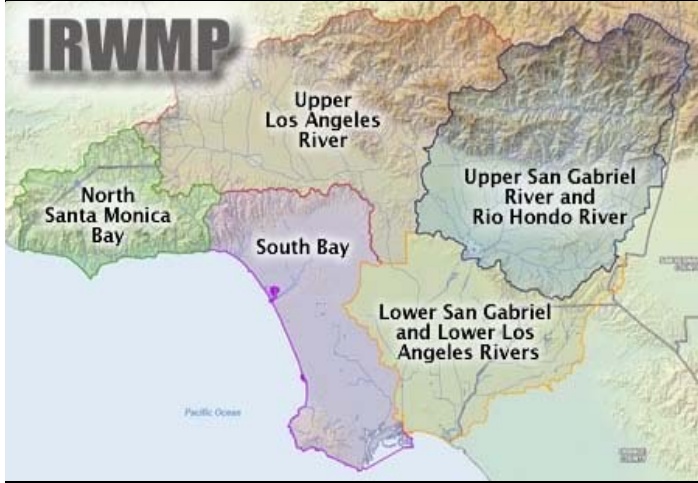 IRWMP
Upper
Los Angeles
River
North
Santa Monica
Bay
South Bay
Upper San Gabriel
River and
Rio Hondo River
Lower San Gabriel
and Lower Los
Angeles Rivers
Pacific Ocean
COUNTY